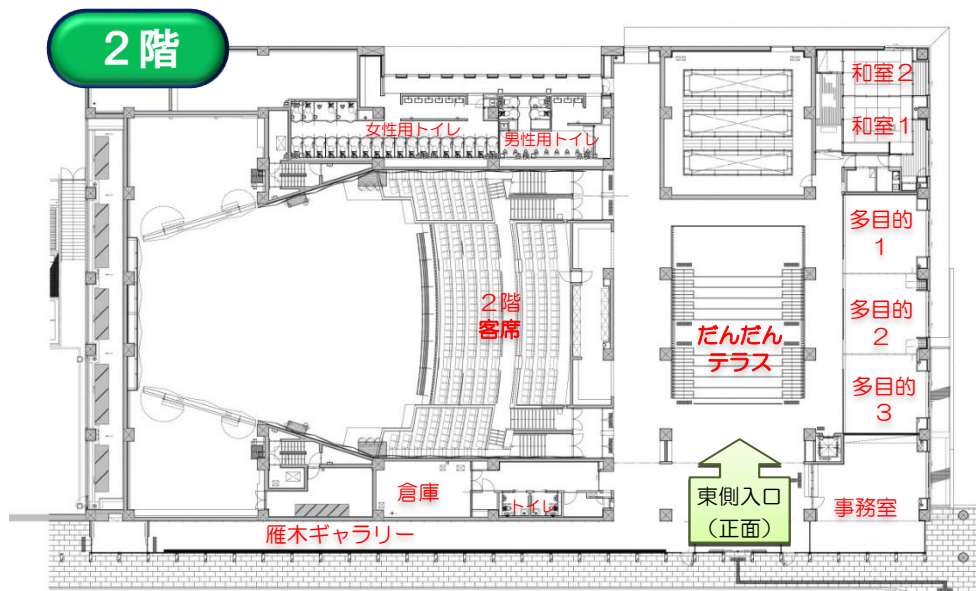 2階
和室2
女性用トイレ
男性用トイレ
和室1
多目的
1
2階
客席
多目的
2
だんだん
テラス
多目的
3
倉庫
トイレ
東側入口
(正面)
事務室
雁木ギャラリー